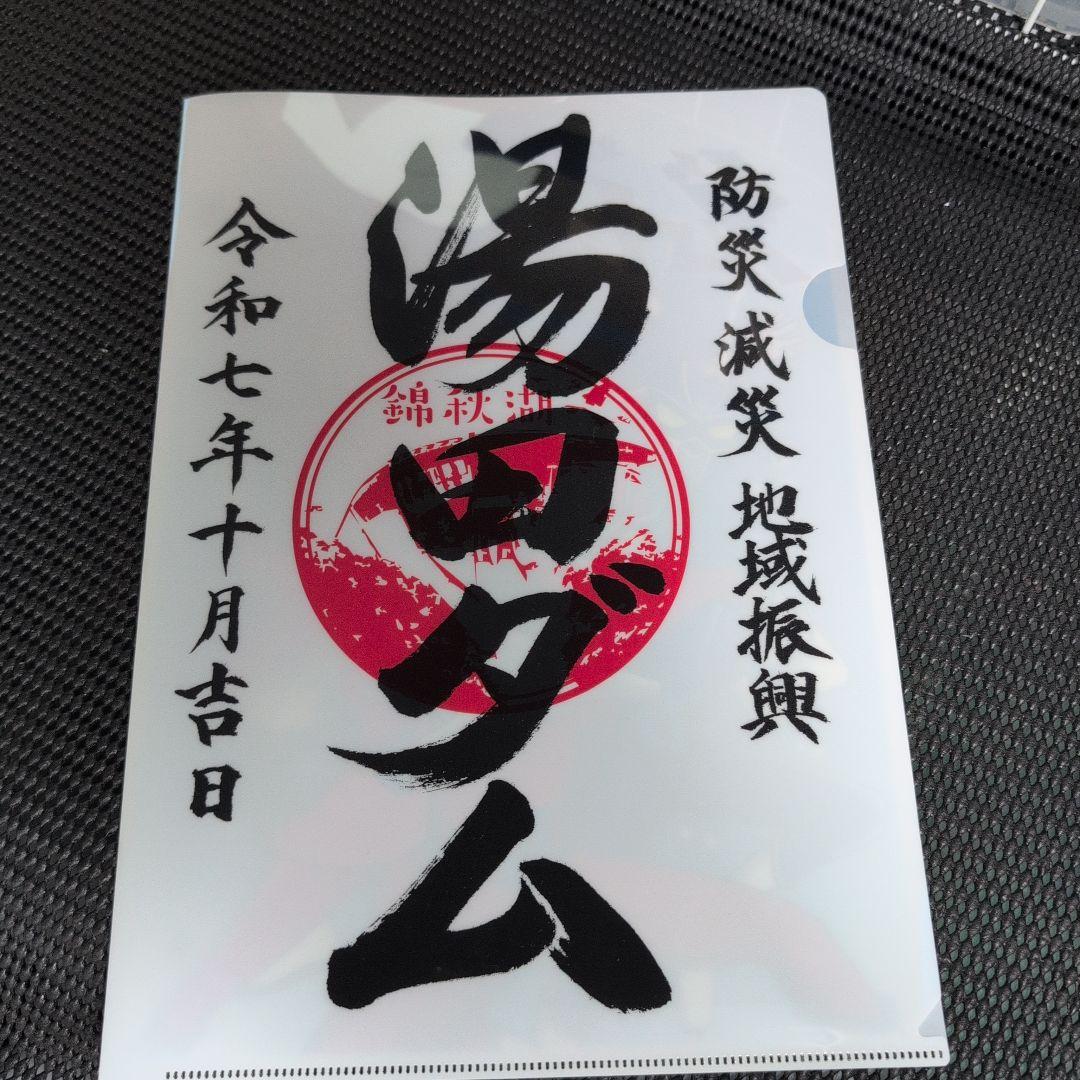 防災減災 地域振興
湯田ダム
錦秋湖
令和七年十月吉日